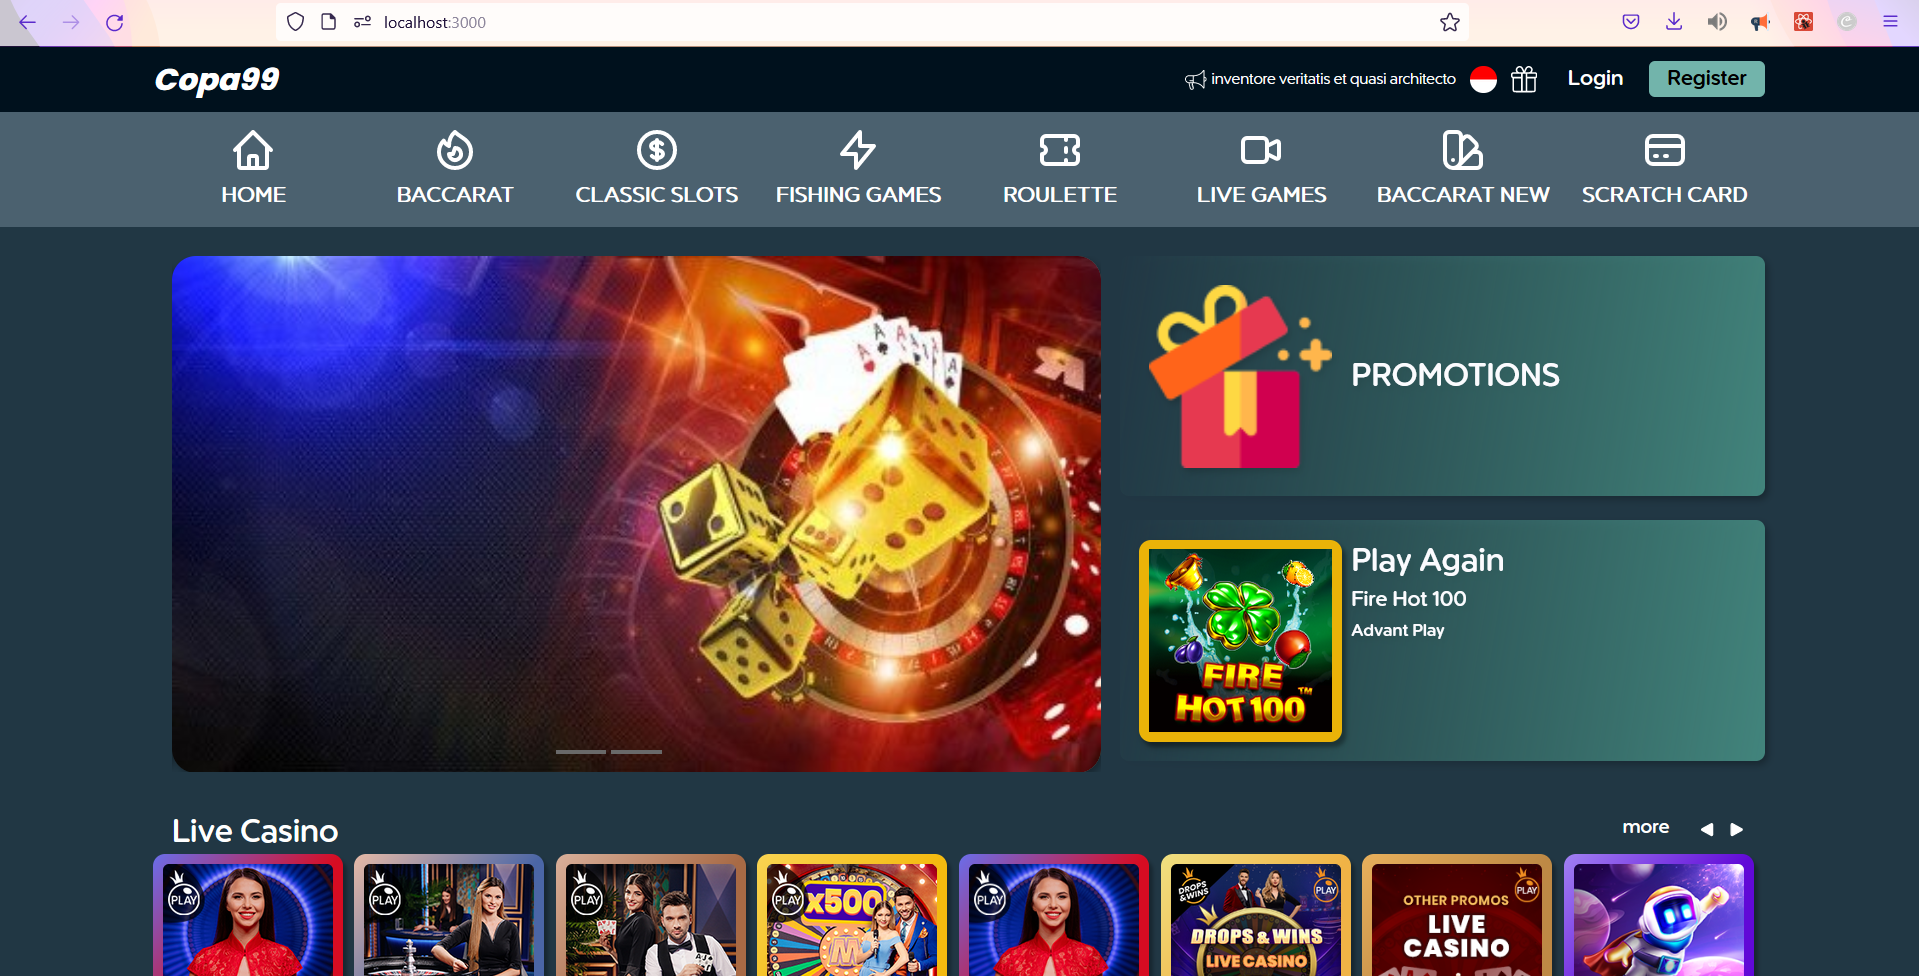 localhost:3000
Copa99
inventore veritatis et quasi architecto
Login
Register
HOME
BACCARAT
CLASSIC SLOTS
FISHING GAMES
ROULETTE
LIVE GAMES
BACCARAT NEW
SCRATCH CARD
PROMOTIONS
Play Again
Fire Hot 100
Advant Play
FIRE
HOT 100™
Live Casino
more
PLAY
PLAY
PLAY
PLAY
x500
M
PLAY
DROPS
& WINS
PLAY
DROPS & WINS
LIVE CASINO
PLAY
OTHER PROMOS
LIVE
CASINO